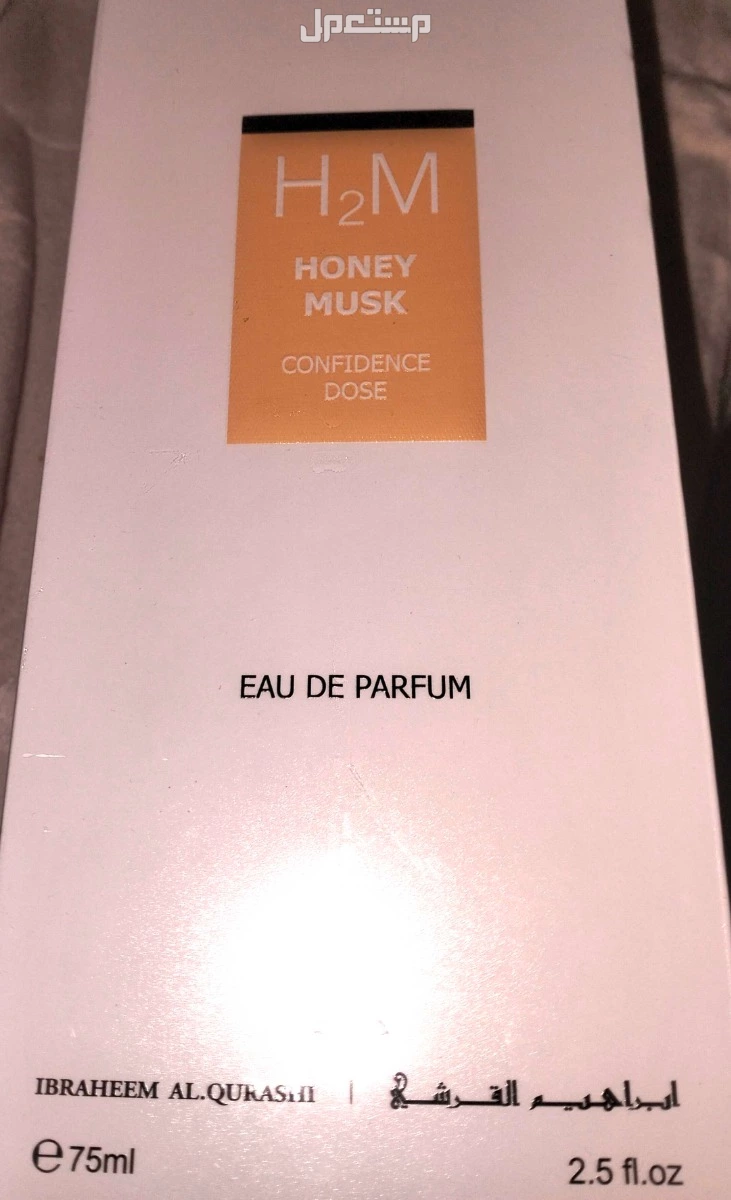 مستعمل
H₂M
HONEY
MUSK
CONFIDENCE
DOSE
EAU DE PARFUM
IBRAHEEM AL.QURASHI | ابراهيم القرشي
℮75ml
2.5 fl.oz